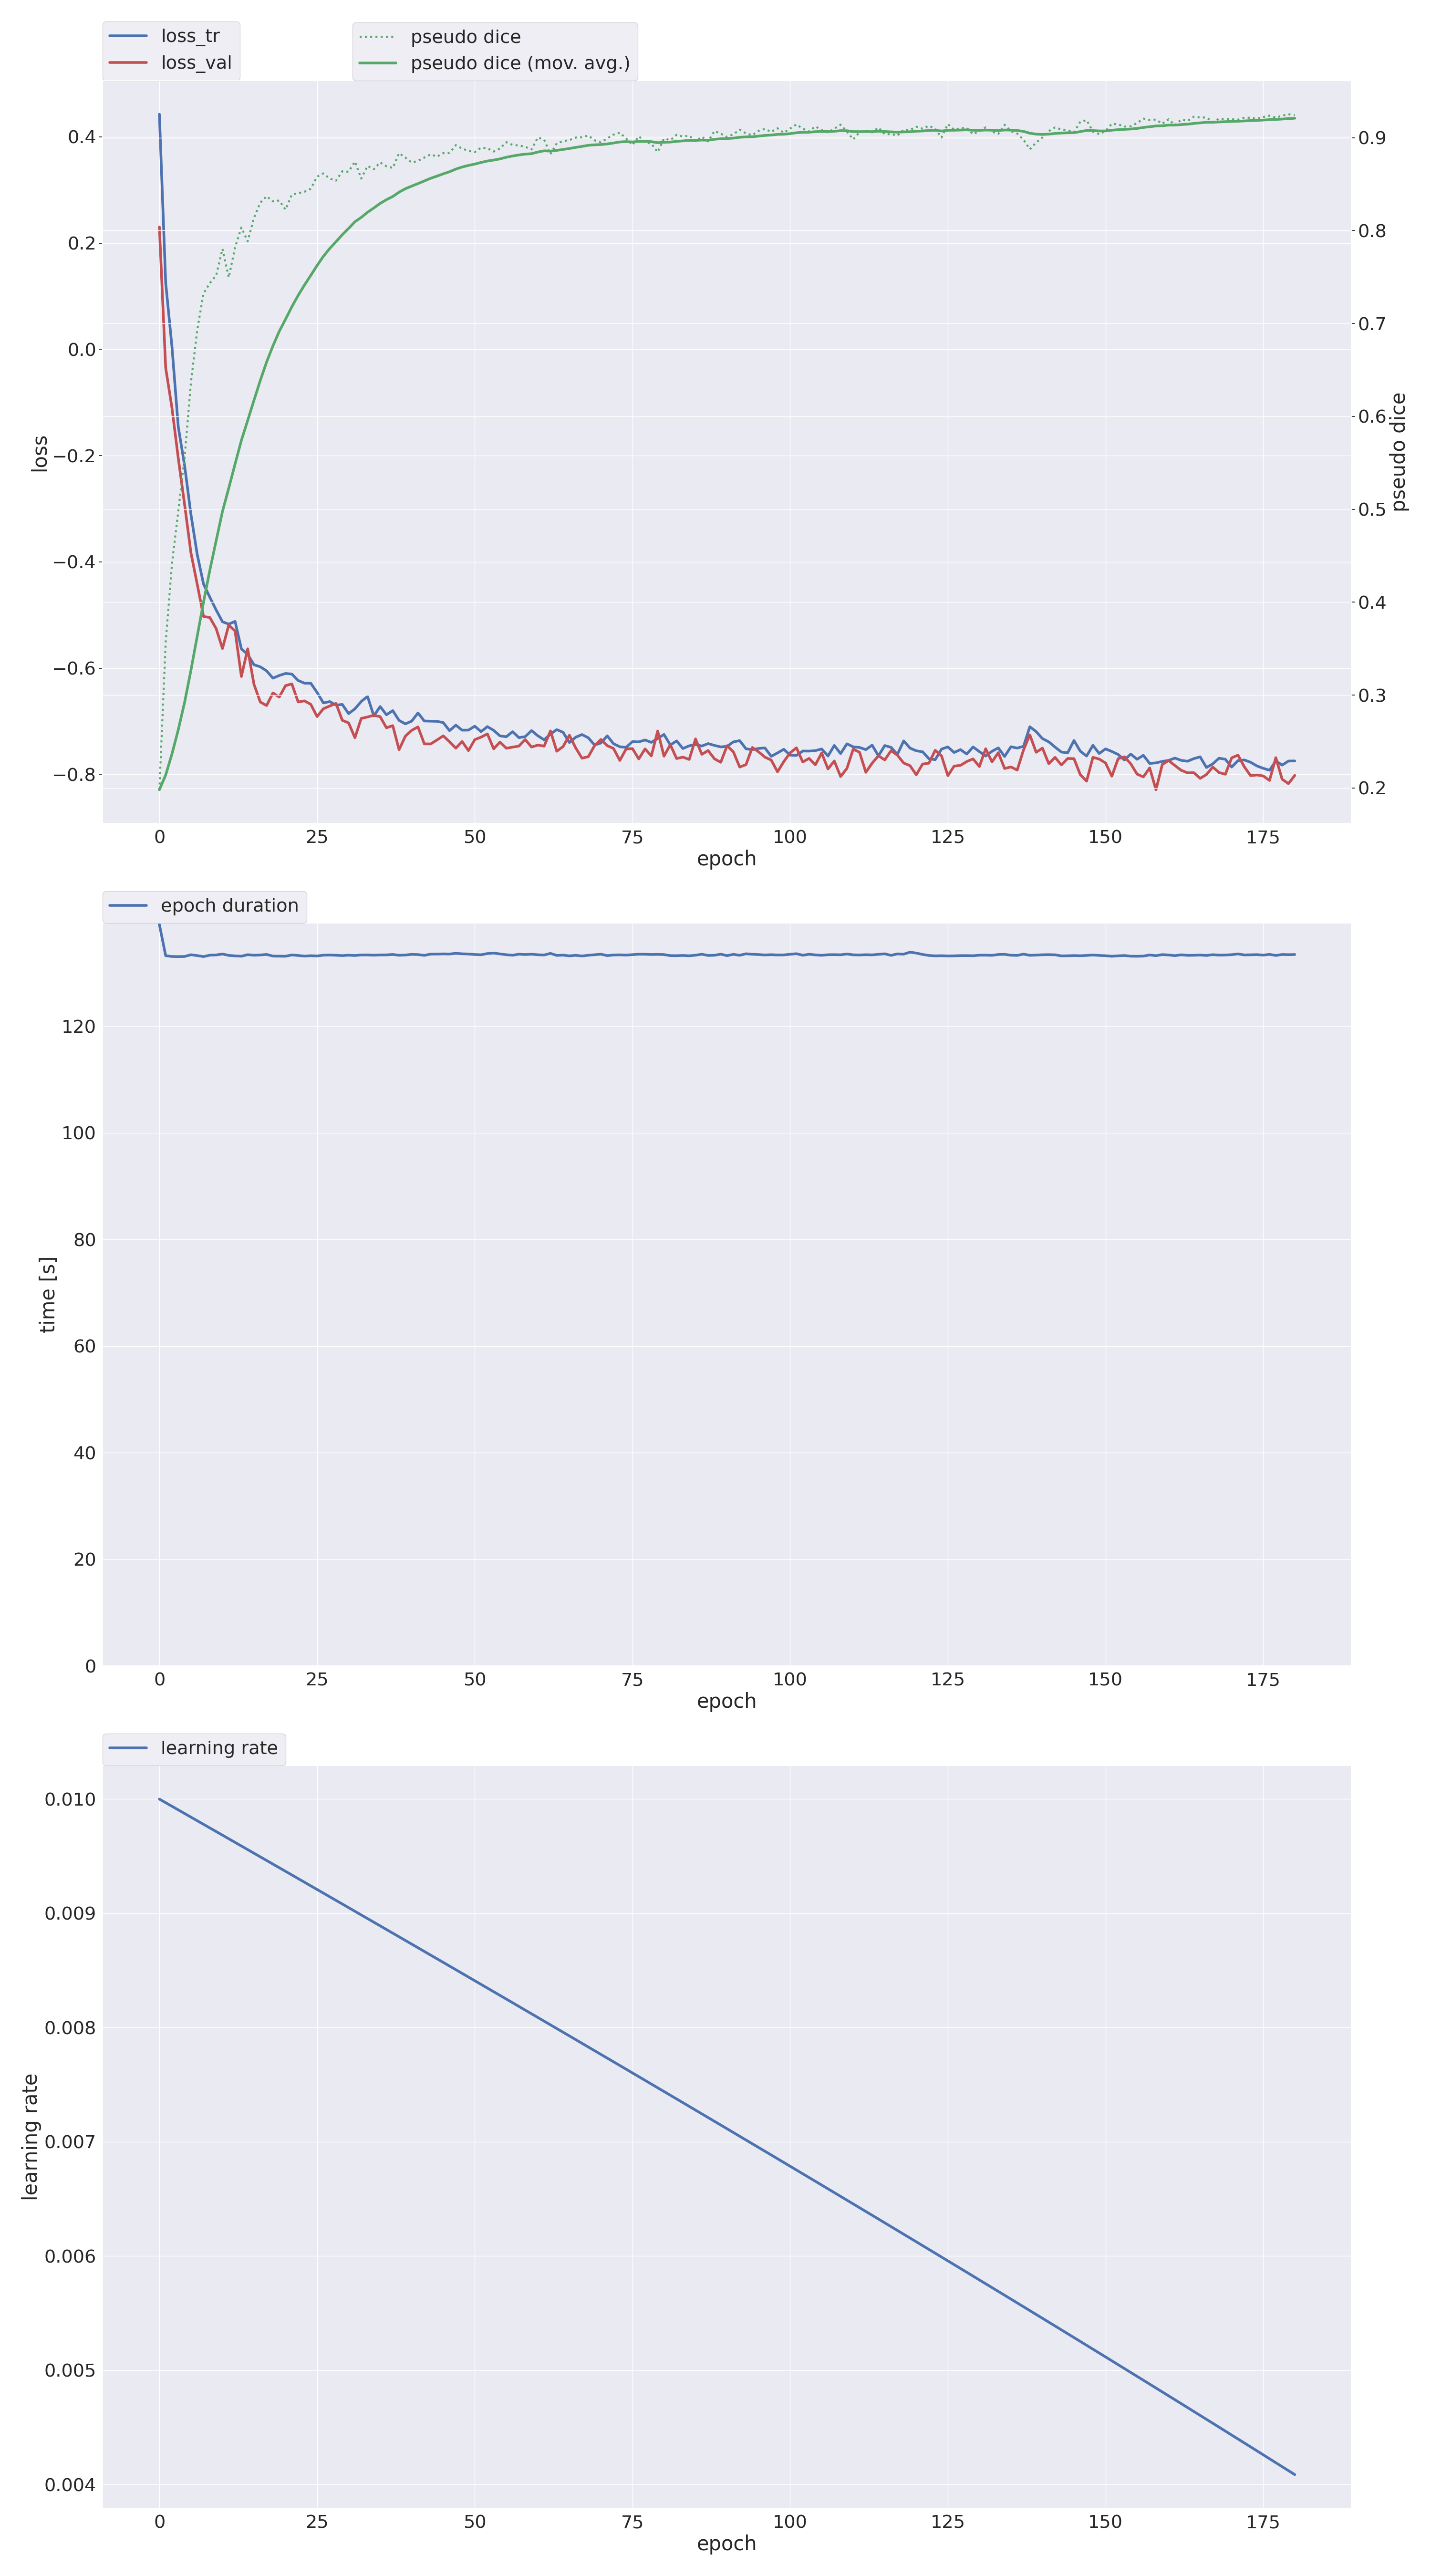 loss_tr
loss_val
pseudo dice
pseudo dice (mov. avg.)
0.4
0.2
0.0
−0.2
−0.4
−0.6
−0.8
loss
0.9
0.8
0.7
0.6
0.5
0.4
0.3
0.2
pseudo dice
0 25 50 75 100 125 150 175
epoch
epoch duration
120
100
80
60
40
20
0
time [s]
0 25 50 75 100 125 150 175
epoch
learning rate
0.010
0.009
0.008
0.007
0.006
0.005
0.004
learning rate
0 25 50 75 100 125 150 175
epoch